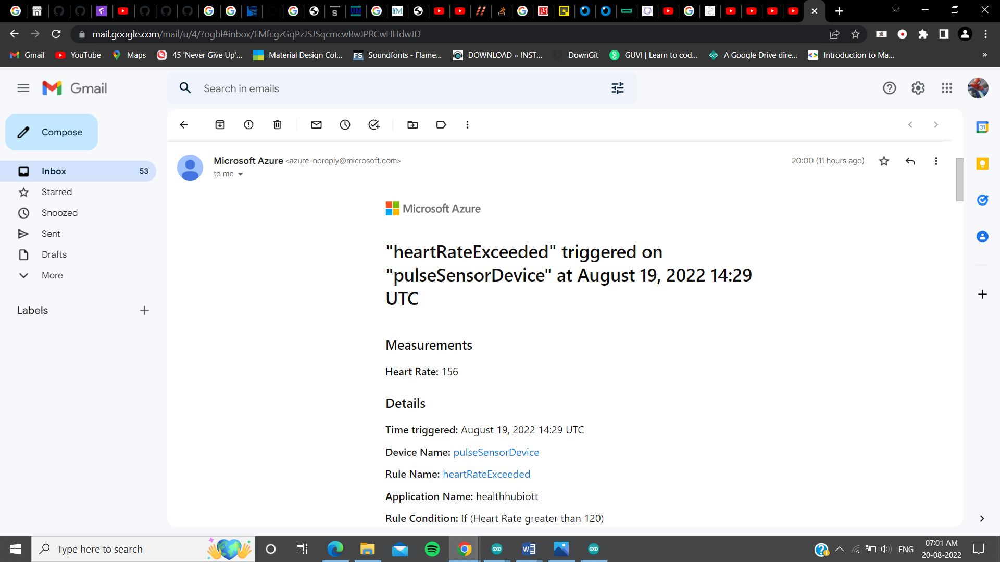 mail.google.com/mail/u/4/?ogbl#inbox/FMfcgzGqPzJSJSqcmcwBwJPRCwHHdwJD
Gmail YouTube Maps 45 'Never Give Up'... Material Design Col... FS Soundfonts - Flame... DOWNLOAD » INST... DownGit GUVI | Learn to cod... A Google Drive dire... Introduction to Ma... »
Gmail
Search in emails
Compose
Inbox 53
Starred
Snoozed
Sent
Drafts
More
Labels
Microsoft Azure <azure-noreply@microsoft.com> 20:00 (11 hours ago)
to me
Microsoft Azure
"heartRateExceeded" triggered on
"pulseSensorDevice" at August 19, 2022 14:29
UTC
Measurements
Heart Rate: 156
Details
Time triggered: August 19, 2022 14:29 UTC
Device Name: pulseSensorDevice
Rule Name: heartRateExceeded
Application Name: healthhubiott
Rule Condition: If (Heart Rate greater than 120)
31
Type here to search
ENG
07:01 AM
20-08-2022